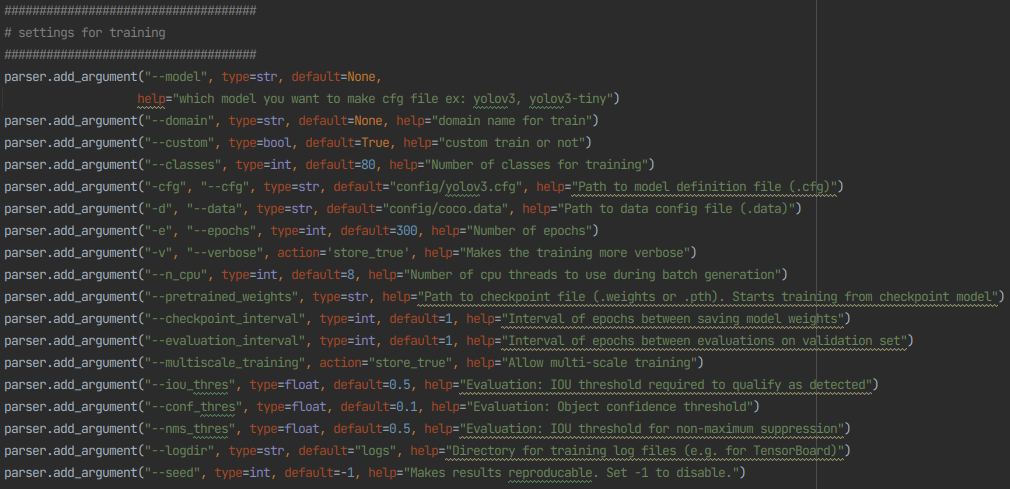 ####################################
# settings for training
####################################
parser.add_argument("--model", type=str, default=None,
help="which model you want to make cfg file ex: yolov3, yolov3-tiny")
parser.add_argument("--domain", type=str, default=None, help="domain name for train")
parser.add_argument("--custom", type=bool, default=True, help="custom train or not")
parser.add_argument("--classes", type=int, default=80, help="Number of classes for training")
parser.add_argument("-cfg", "--cfg", type=str, default="config/yolov3.cfg", help="Path to model definition file (.cfg)")
parser.add_argument("-d", "--data", type=str, default="config/coco.data", help="Path to data config file (.data)")
parser.add_argument("-e", "--epochs", type=int, default=300, help="Number of epochs")
parser.add_argument("-v", "--verbose", action='store_true', help="Makes the training more verbose")
parser.add_argument("--n_cpu", type=int, default=8, help="Number of cpu threads to use during batch generation")
parser.add_argument("--pretrained_weights", type=str, help="Path to checkpoint file (.weights or .pth). Starts training from checkpoint model")
parser.add_argument("--checkpoint_interval", type=int, default=1, help="Interval of epochs between saving model weights")
parser.add_argument("--evaluation_interval", type=int, default=1, help="Interval of epochs between evaluations on validation set")
parser.add_argument("--multiscale_training", action="store_true", help="Allow multi-scale training")
parser.add_argument("--iou_thres", type=float, default=0.5, help="Evaluation: IOU threshold required to qualify as detected")
parser.add_argument("--conf_thres", type=float, default=0.1, help="Evaluation: Object confidence threshold")
parser.add_argument("--nms_thres", type=float, default=0.5, help="Evaluation: IOU threshold for non-maximum suppression")
parser.add_argument("--logdir", type=str, default="logs", help="Directory for training log files (e.g. for TensorBoard)")
parser.add_argument("--seed", type=int, default=-1, help="Makes results reproducable. Set -1 to disable.")